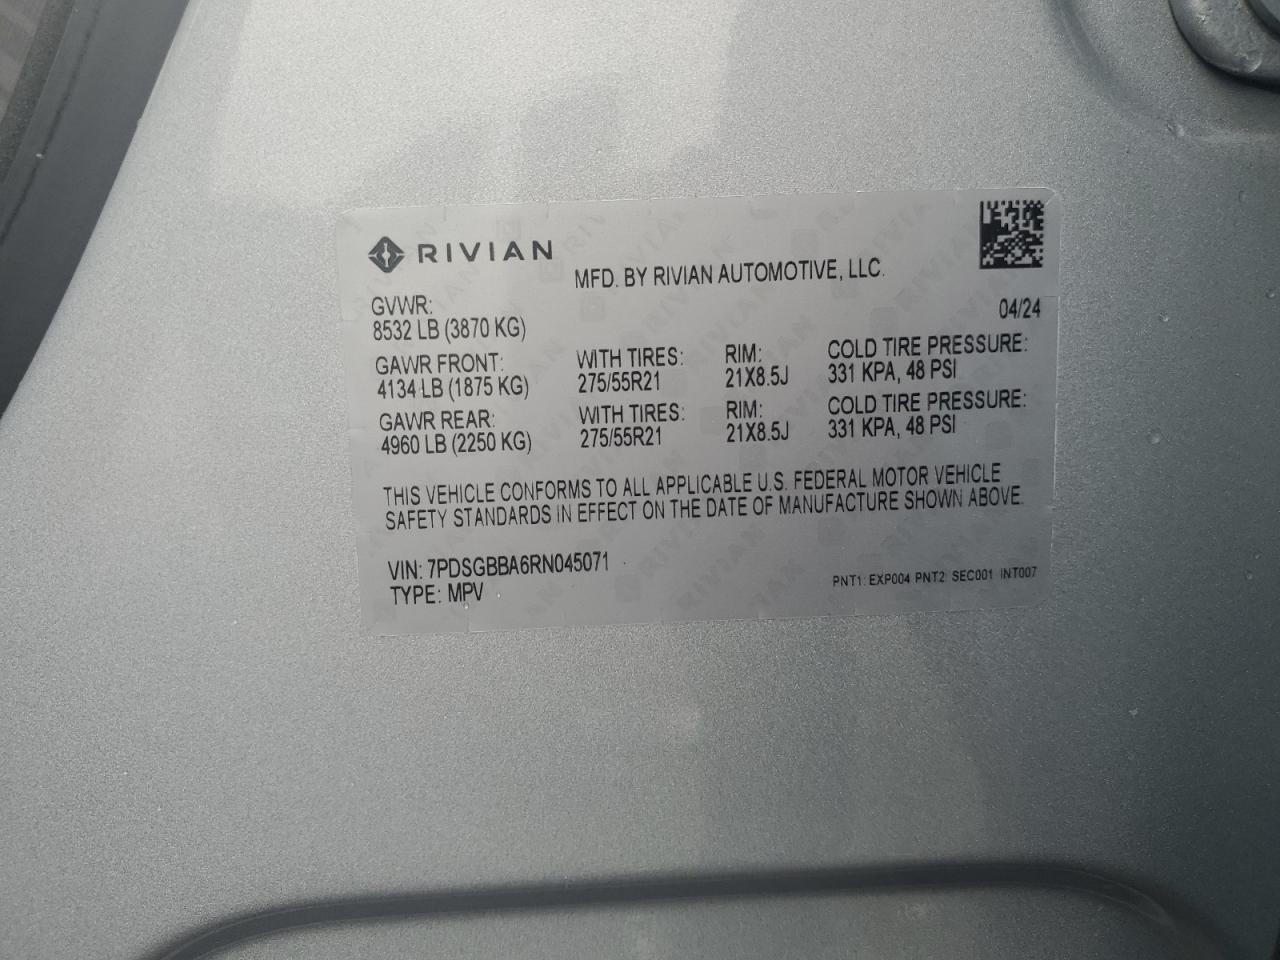 RIVIAN
MFD. BY RIVIAN AUTOMOTIVE, LLC.
GVWR:
8532 LB (3870 KG)
04/24
GAWR FRONT: WITH TIRES: RIM: COLD TIRE PRESSURE:
4134 LB (1875 KG) 275/55R21 21X8.5J 331 KPA, 48 PSI
GAWR REAR: WITH TIRES: RIM: COLD TIRE PRESSURE:
4960 LB (2250 KG) 275/55R21 21X8.5J 331 KPA, 48 PSI
THIS VEHICLE CONFORMS TO ALL APPLICABLE U.S. FEDERAL MOTOR VEHICLE
SAFETY STANDARDS IN EFFECT ON THE DATE OF MANUFACTURE SHOWN ABOVE.
VIN: 7PDSGBBA6RN045071
TYPE: MPV
PNT1: EXP004 PNT2: SEC001 INT007